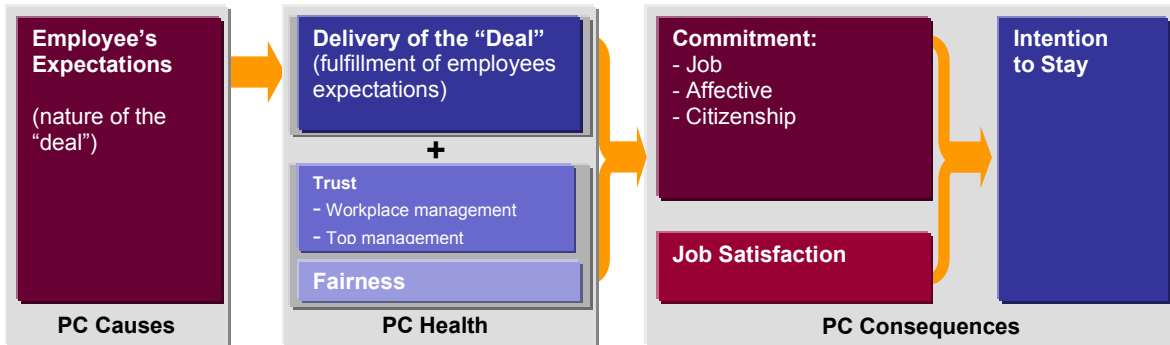 Employee’s
Expectations
(nature of the
“deal”)
PC Causes
Delivery of the “Deal”
(fulfillment of employees
expectations)
+
Trust
- Workplace management
- Top management
Fairness
PC Health
Commitment:
- Job
- Affective
- Citizenship
Job Satisfaction
Intention
to Stay
PC Consequences